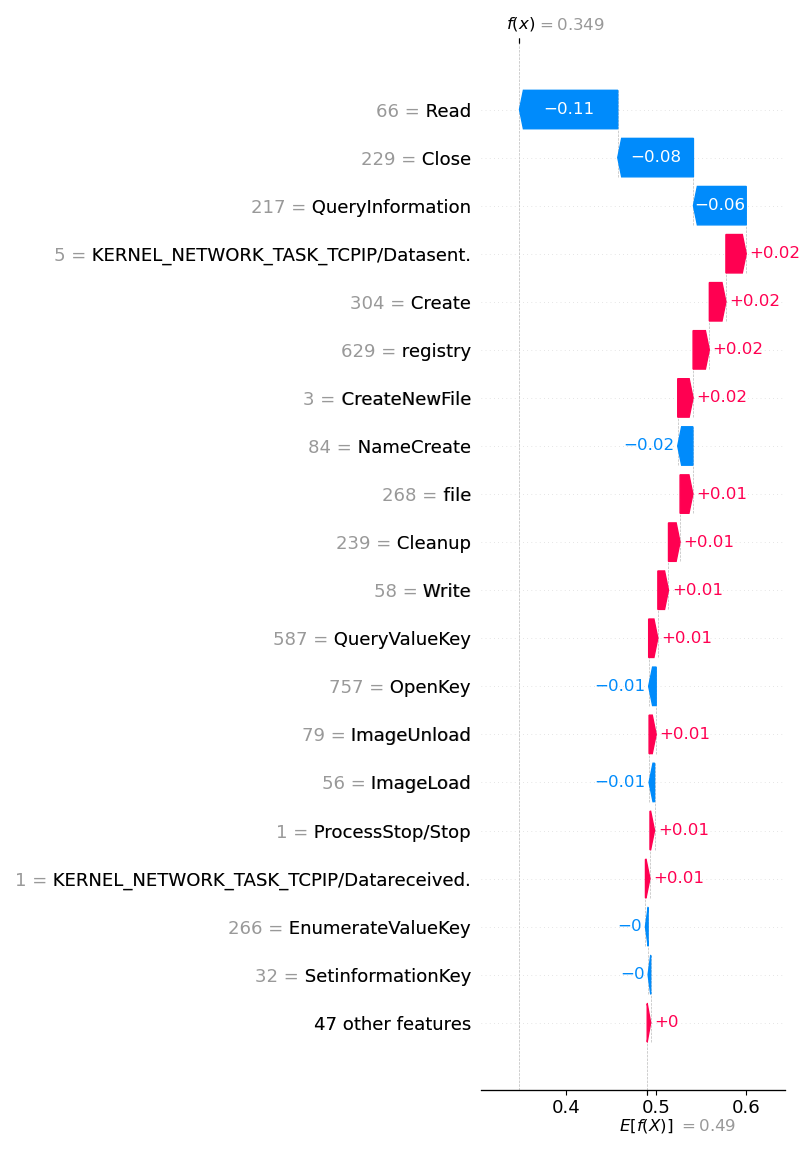 f(x) = 0.349
66 = Read −0.11
229 = Close −0.08
217 = QueryInformation −0.06
5 = KERNEL_NETWORK_TASK_TCPIP/Datasent. +0.02
304 = Create +0.02
629 = registry +0.02
3 = CreateNewFile +0.02
84 = NameCreate −0.02
268 = file +0.01
239 = Cleanup +0.01
58 = Write +0.01
587 = QueryValueKey +0.01
757 = OpenKey −0.01
79 = ImageUnload +0.01
56 = ImageLoad −0.01
1 = ProcessStop/Stop +0.01
1 = KERNEL_NETWORK_TASK_TCPIP/Datareceived. +0.01
266 = EnumerateValueKey −0
32 = SetinformationKey −0
47 other features +0
0.4 0.5 0.6
E[f(X)] = 0.49